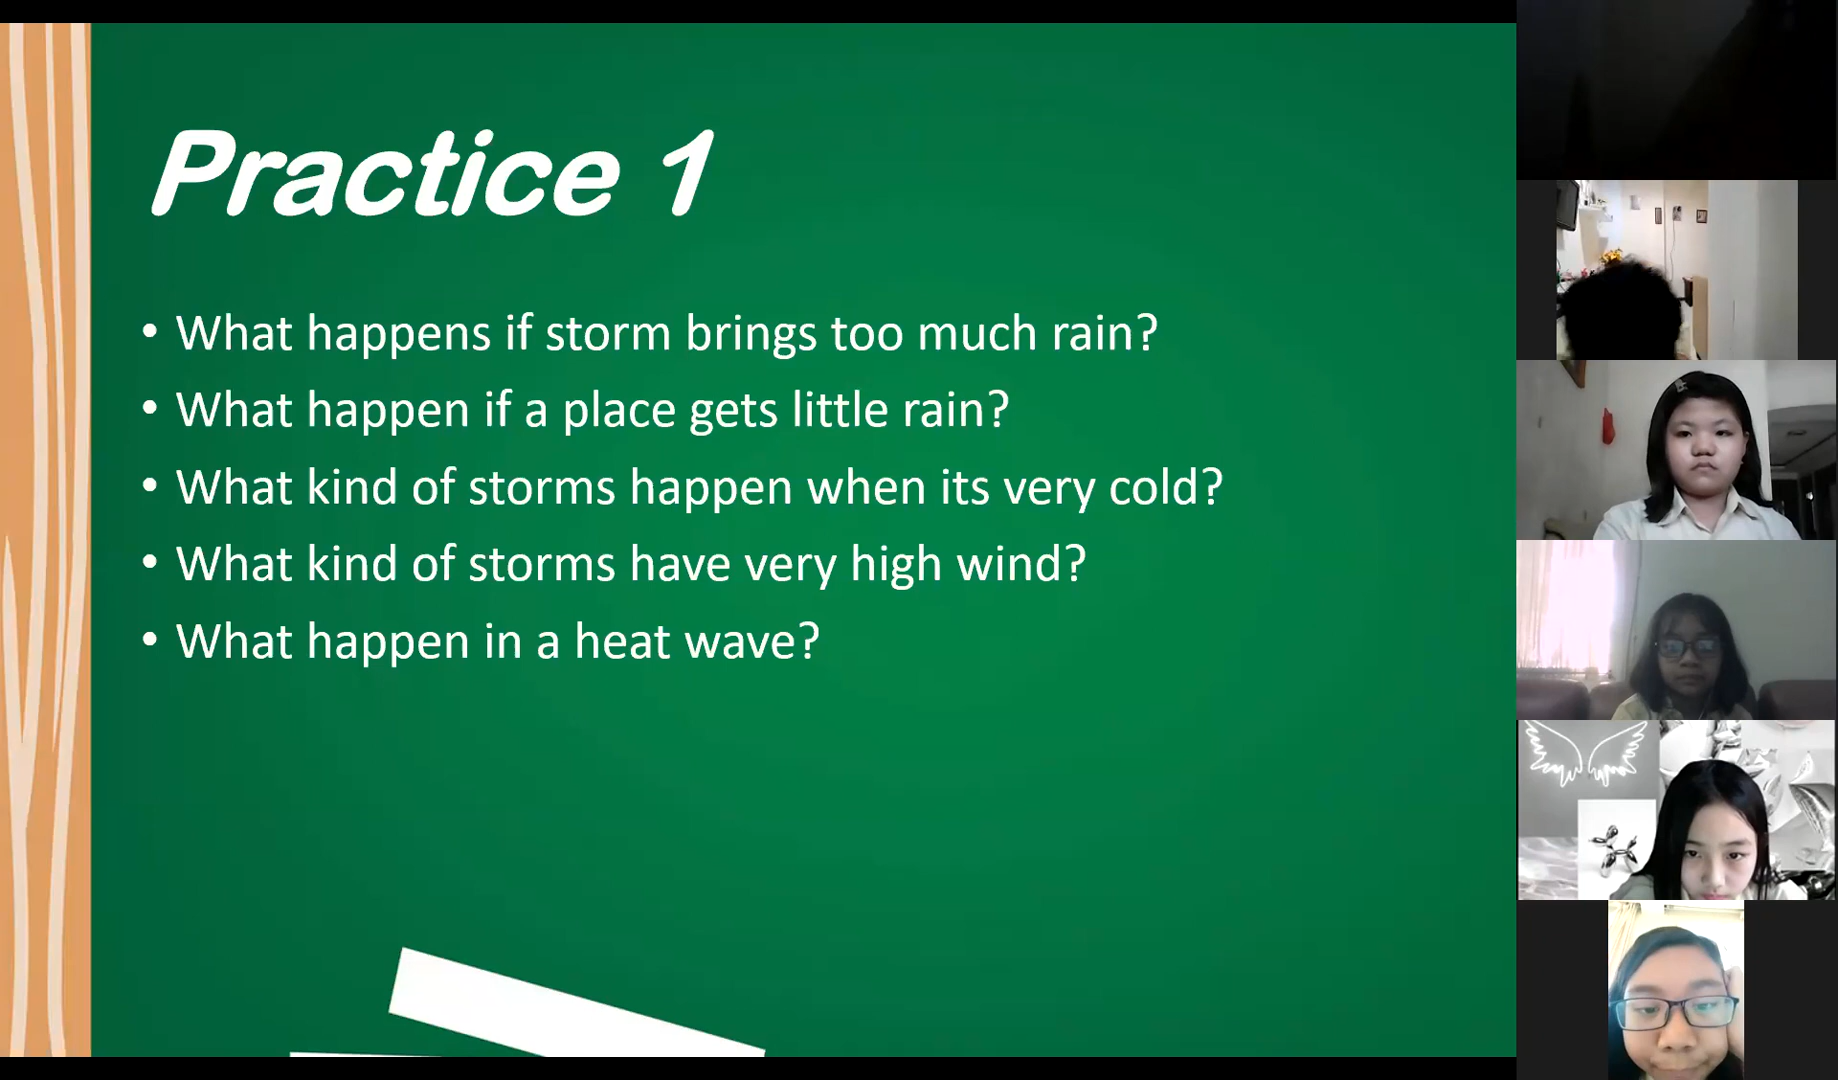 Practice 1
• What happens if storm brings too much rain?
• What happen if a place gets little rain?
• What kind of storms happen when its very cold?
• What kind of storms have very high wind?
• What happen in a heat wave?